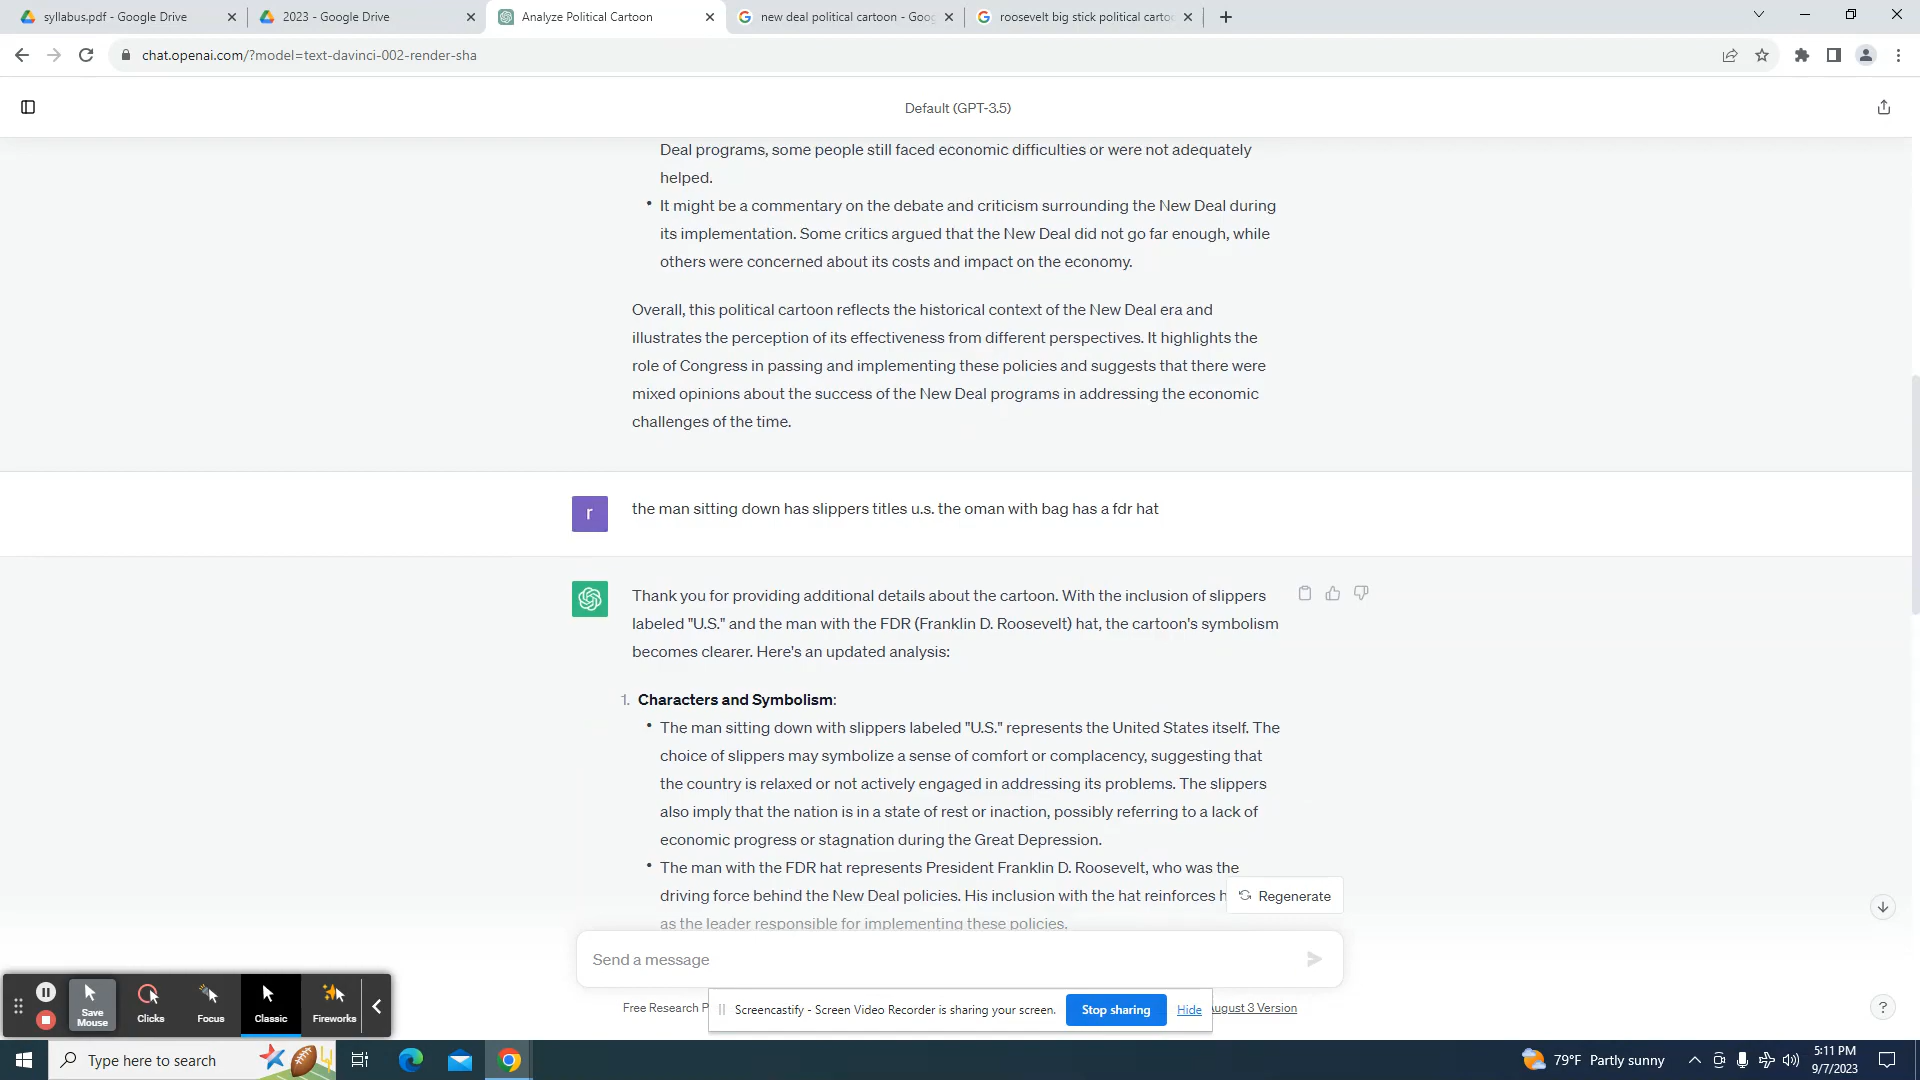 syllabus.pdf - Google Drive
2023 - Google Drive
Analyze Political Cartoon
new deal political cartoon - Goog
roosevelt big stick political carto
chat.openai.com/?model=text-davinci-002-render-sha
Default (GPT-3.5)
Deal programs, some people still faced economic difficulties or were not adequately
helped.
• It might be a commentary on the debate and criticism surrounding the New Deal during
its implementation. Some critics argued that the New Deal did not go far enough, while
others were concerned about its costs and impact on the economy.
Overall, this political cartoon reflects the historical context of the New Deal era and
illustrates the perception of its effectiveness from different perspectives. It highlights the
role of Congress in passing and implementing these policies and suggests that there were
mixed opinions about the success of the New Deal programs in addressing the economic
challenges of the time.
r
the man sitting down has slippers titles u.s. the oman with bag has a fdr hat
Thank you for providing additional details about the cartoon. With the inclusion of slippers
labeled "U.S." and the man with the FDR (Franklin D. Roosevelt) hat, the cartoon's symbolism
becomes clearer. Here's an updated analysis:
1. Characters and Symbolism:
• The man sitting down with slippers labeled "U.S." represents the United States itself. The
choice of slippers may symbolize a sense of comfort or complacency, suggesting that
the country is relaxed or not actively engaged in addressing its problems. The slippers
also imply that the nation is in a state of rest or inaction, possibly referring to a lack of
economic progress or stagnation during the Great Depression.
• The man with the FDR hat represents President Franklin D. Roosevelt, who was the
driving force behind the New Deal policies. His inclusion with the hat reinforces h
Regenerate
as the leader responsible for implementing these policies.
Send a message
Free Research P
August 3 Version
Screencastify - Screen Video Recorder is sharing your screen.
Stop sharing
Hide
?
Save Mouse
Clicks
Focus
Classic
Fireworks
Type here to search
79°F Partly sunny
5:11 PM
9/7/2023